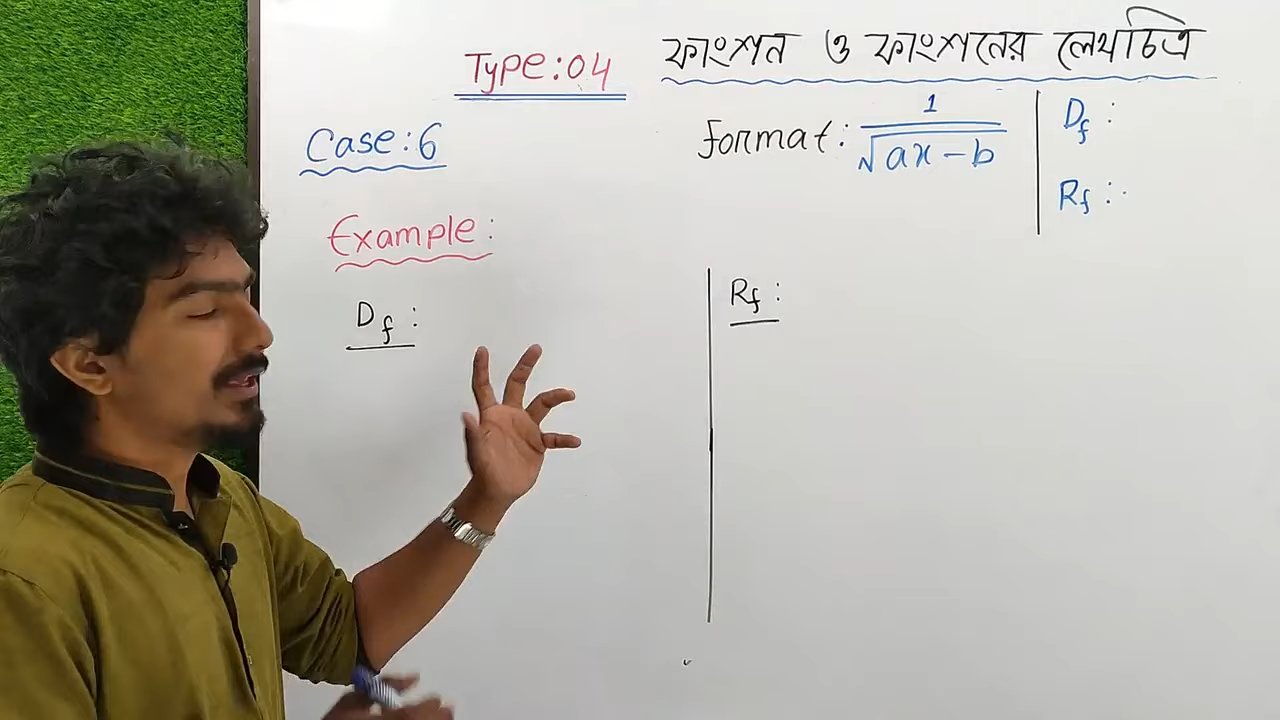 Type:04
ফাংশন ও ফাংশনের লেখচিত্র
Case:6
Format: 1/√(ax-b)
D_f :
R_f :
Example:
D_f :
R_f :